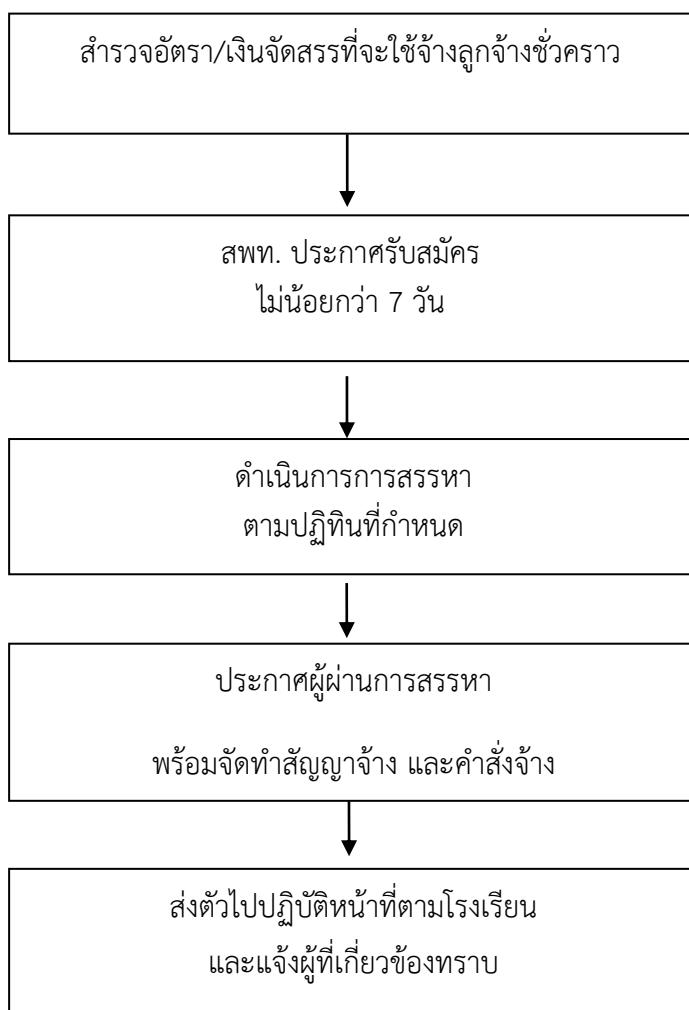 สำรวจอัตรา/เงินจัดสรรที่จะใช้จ้างลูกจ้างชั่วคราว
สพท. ประกาศรับสมัคร
ไม่น้อยกว่า 7 วัน
ดำเนินการการสรรหา
ตามปฏิทินที่กำหนด
ประกาศผู้ผ่านการสรรหา
พร้อมจัดทำสัญญาจ้าง และคำสั่งจ้าง
ส่งตัวไปปฏิบัติหน้าที่ตามโรงเรียน
และแจ้งผู้ที่เกี่ยวข้องทราบ